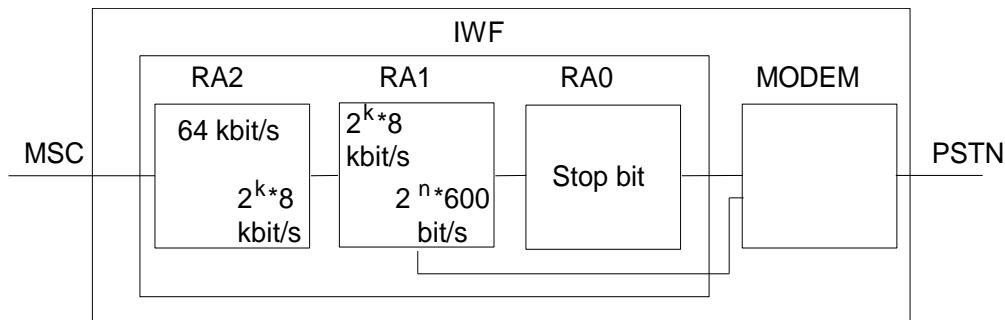 IWF
RA2 RA1 RA0 MODEM
MSC
64 kbit/s
2^k*8
kbit/s
2^k*8
kbit/s
2^n*600
bit/s
Stop bit
PSTN